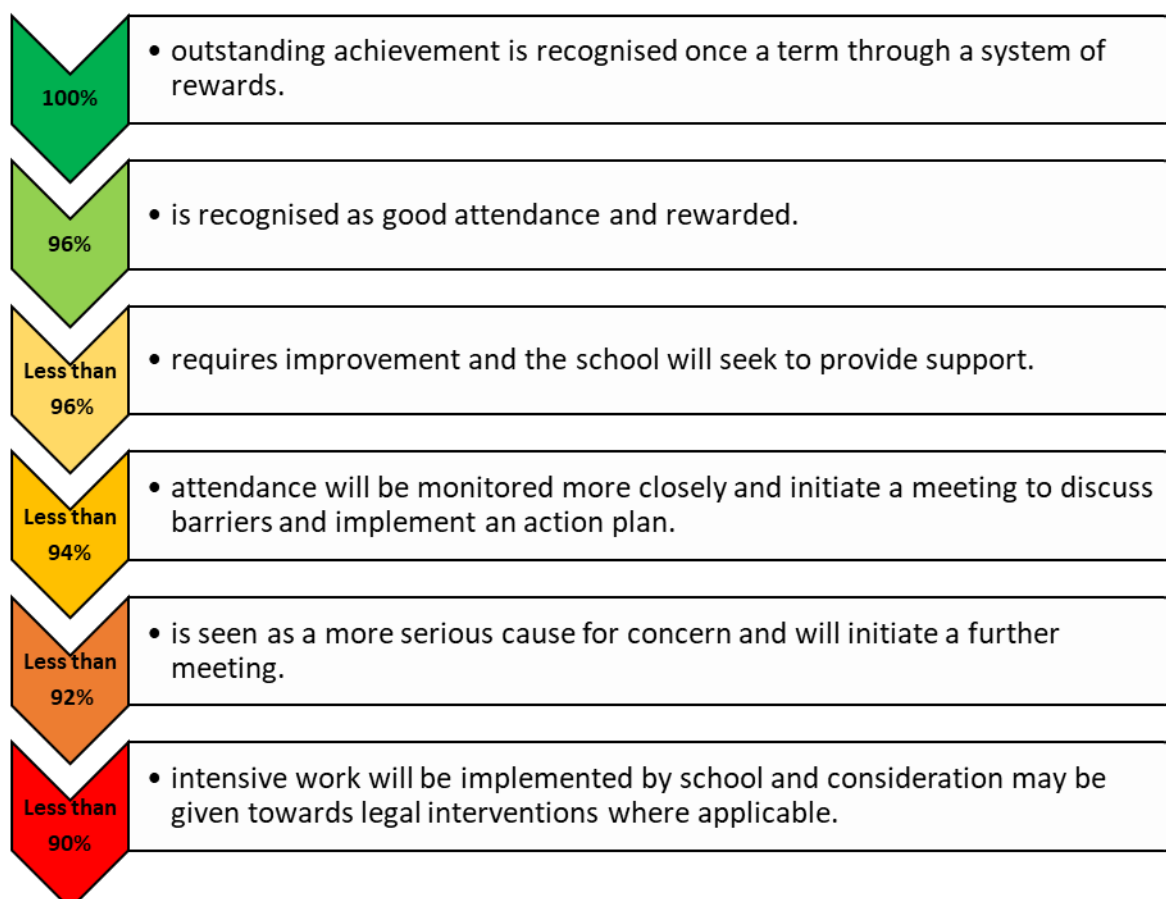 100%
• outstanding achievement is recognised once a term through a system of
rewards.
96%
• is recognised as good attendance and rewarded.
Less than
96%
• requires improvement and the school will seek to provide support.
Less than
94%
• attendance will be monitored more closely and initiate a meeting to discuss
barriers and implement an action plan.
Less than
92%
• is seen as a more serious cause for concern and will initiate a further
meeting.
Less than
90%
• intensive work will be implemented by school and consideration may be
given towards legal interventions where applicable.